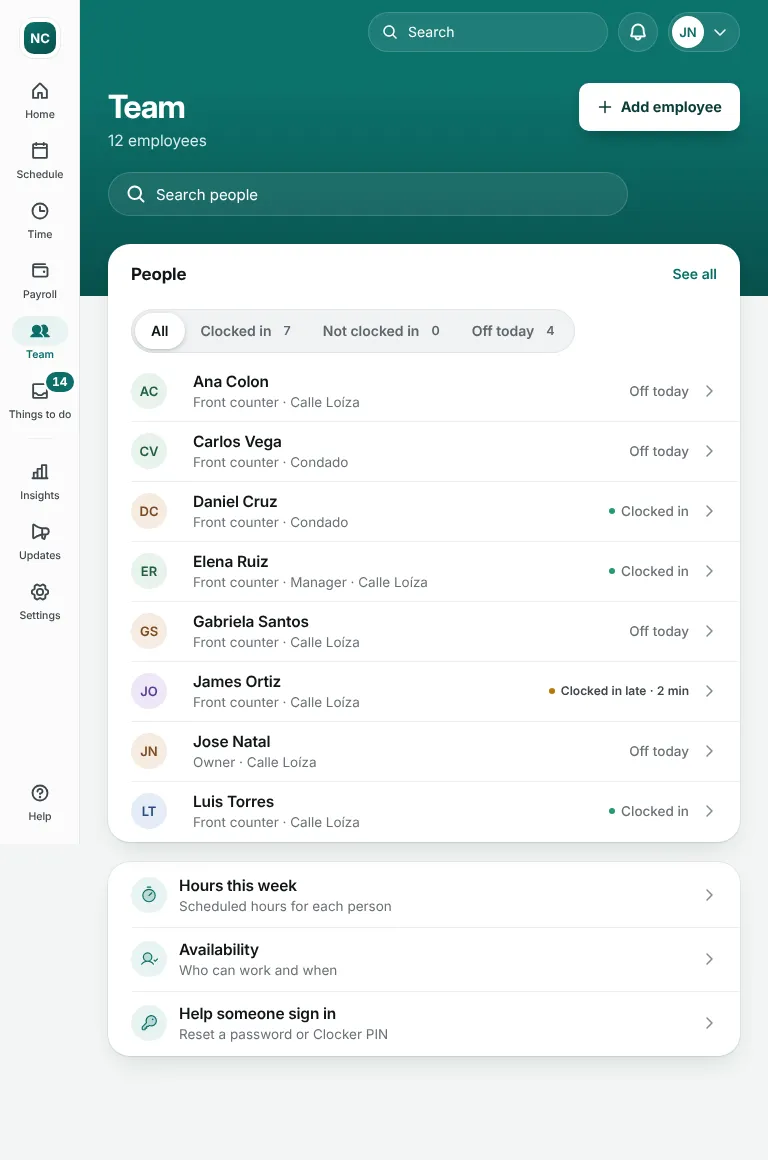 NC
Search
JN
Home
Schedule
Time
Payroll
Team
14
Things to do
Insights
Updates
Settings
Help
Team
12 employees
Add employee
Search people
People
See all
All
Clocked in 7
Not clocked in 0
Off today 4
AC
Ana Colon
Front counter · Calle Loíza
Off today
CV
Carlos Vega
Front counter · Condado
Off today
DC
Daniel Cruz
Front counter · Condado
Clocked in
ER
Elena Ruiz
Front counter · Manager · Calle Loíza
Clocked in
GS
Gabriela Santos
Front counter · Calle Loíza
Off today
JO
James Ortiz
Front counter · Calle Loíza
Clocked in late · 2 min
JN
Jose Natal
Owner · Calle Loíza
Off today
LT
Luis Torres
Front counter · Calle Loíza
Clocked in
Hours this week
Scheduled hours for each person
Availability
Who can work and when
Help someone sign in
Reset a password or Clocker PIN